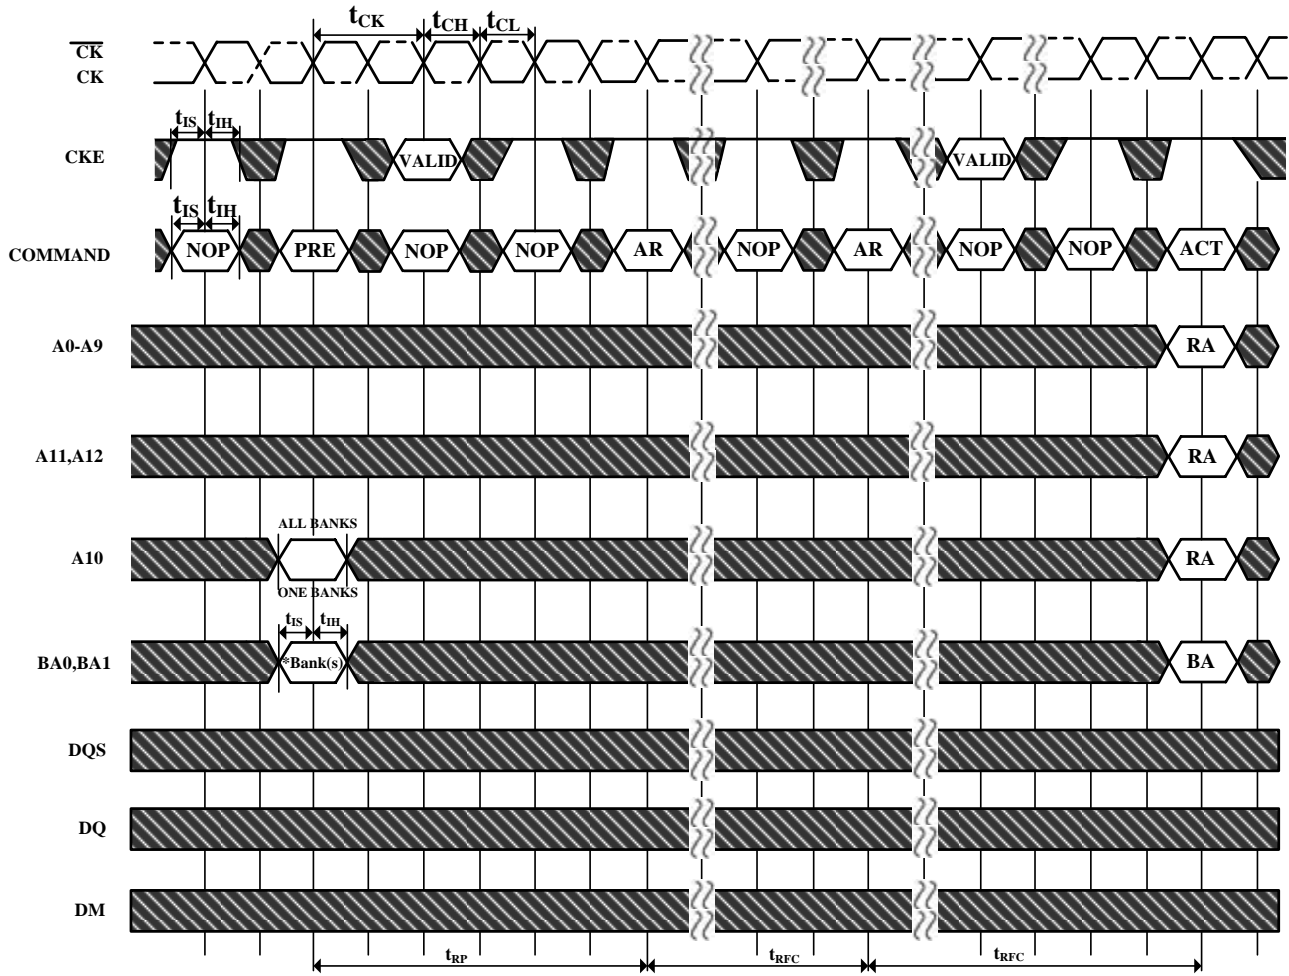 tCK tCH tCL
CK
CK
tIS tIH
CKE VALID VALID
tIS tIH
COMMAND NOP PRE NOP NOP AR NOP AR NOP NOP ACT
A0-A9 RA
A11,A12 RA
ALL BANKS
A10 RA
ONE BANKS
tIS tIH
BA0,BA1 *Bank(s) BA
DQS
DQ
DM
tRP tRFC tRFC